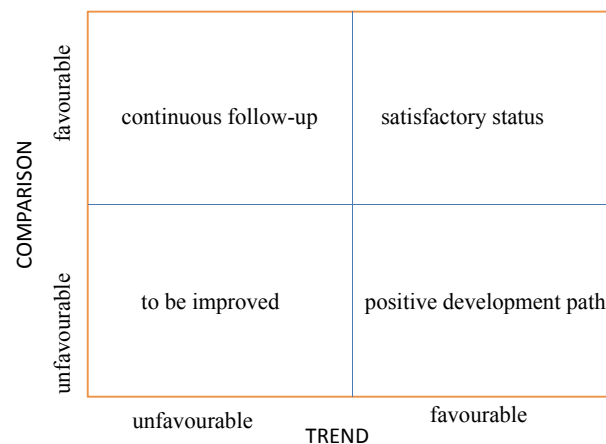 COMPARISON
favourable
unfavourable
continuous follow-up
satisfactory status
to be improved
positive development path
unfavourable
favourable
TREND